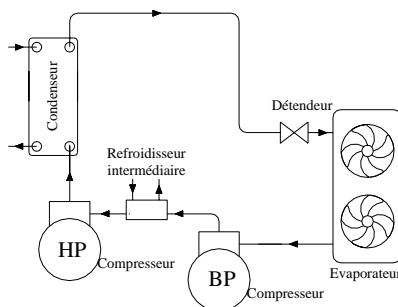 Condenseur
Détendeur
Refroidisseur
intermédiaire
HP
Compresseur
BP
Compresseur
Evaporateur